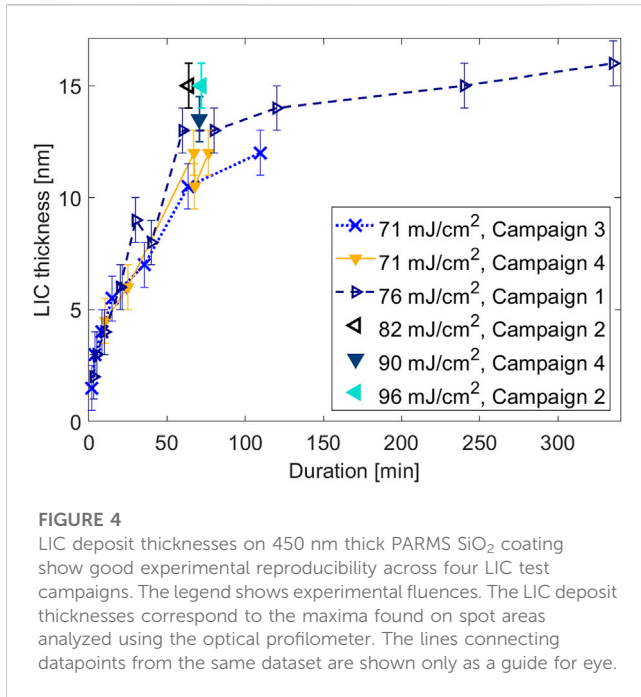 15
10
5
0
LIC thickness [nm]
0
50
100
150
200
250
300
Duration [min]
71 mJ/cm², Campaign 3
71 mJ/cm², Campaign 4
76 mJ/cm², Campaign 1
82 mJ/cm², Campaign 2
90 mJ/cm², Campaign 4
96 mJ/cm², Campaign 2
FIGURE 4
LIC deposit thicknesses on 450 nm thick PARMS SiO₂ coating
show good experimental reproducibility across four LIC test
campaigns. The legend shows experimental fluences. The LIC deposit
thicknesses correspond to the maxima found on spot areas
analyzed using the optical profilometer. The lines connecting
datapoints from the same dataset are shown only as a guide for eye.